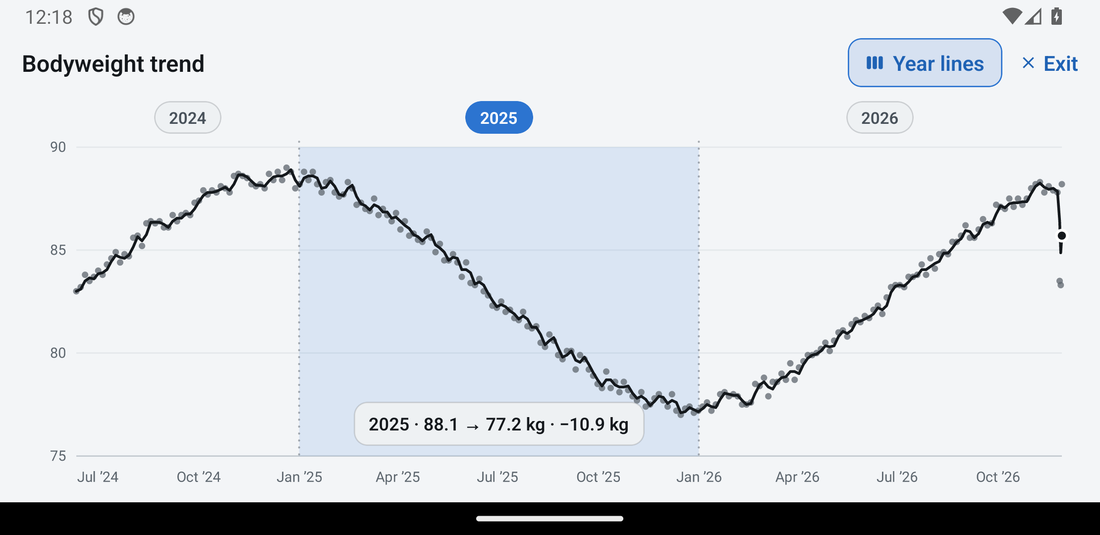 12:18
Bodyweight trend
Year lines
× Exit
2024
2025
2026
90
85
80
75
2025 · 88.1 → 77.2 kg · −10.9 kg
Jul ’24
Oct ’24
Jan ’25
Apr ’25
Jul ’25
Oct ’25
Jan ’26
Apr ’26
Jul ’26
Oct ’26